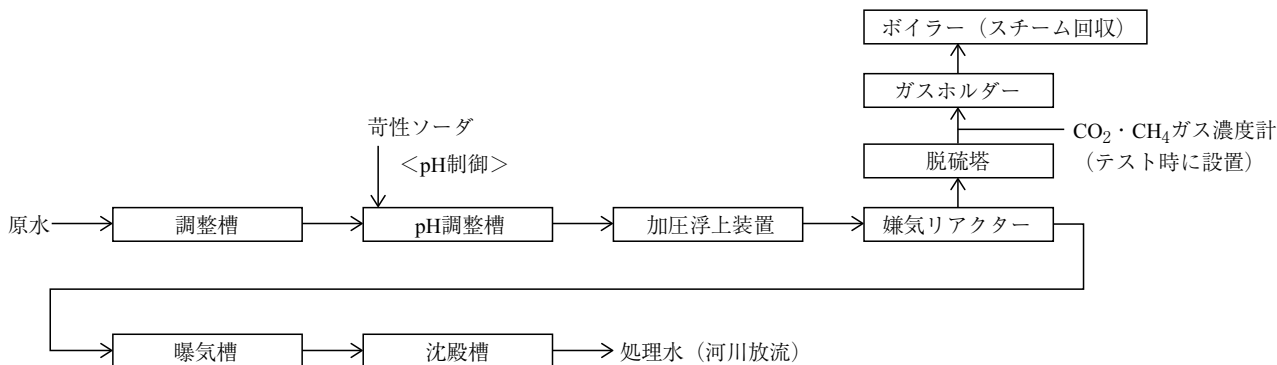 ボイラー（スチーム回収）
ガスホルダー
苛性ソーダ
CO₂・CH₄ガス濃度計
＜pH制御＞
脱硫塔
（テスト時に設置）
原水
調整槽
pH調整槽
加圧浮上装置
嫌気リアクター
曝気槽
沈殿槽
処理水（河川放流）